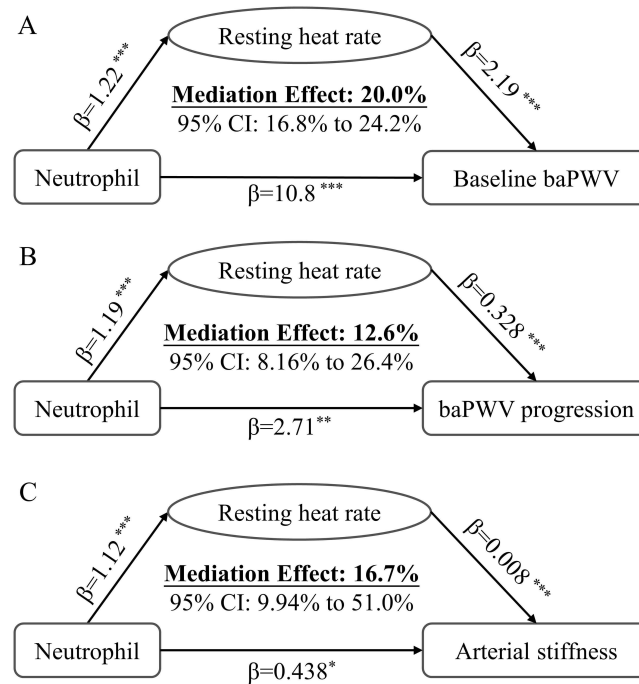 A
Resting heat rate
β=1.22 ***
β=2.19 ***
Mediation Effect: 20.0%
95% CI: 16.8% to 24.2%
Neutrophil
Baseline baPWV
β=10.8 ***
B
Resting heat rate
β=1.19 ***
β=0.328 ***
Mediation Effect: 12.6%
95% CI: 8.16% to 26.4%
Neutrophil
baPWV progression
β=2.71**
C
Resting heat rate
β=1.12 ***
β=0.008 ***
Mediation Effect: 16.7%
95% CI: 9.94% to 51.0%
Neutrophil
Arterial stiffness
β=0.438*